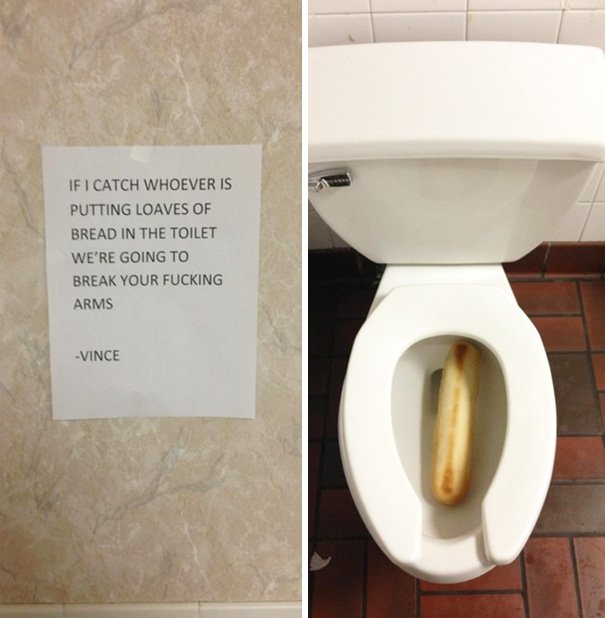 IF I CATCH WHOEVER IS
PUTTING LOAVES OF
BREAD IN THE TOILET
WE'RE GOING TO
BREAK YOUR FUCKING
ARMS
-VINCE